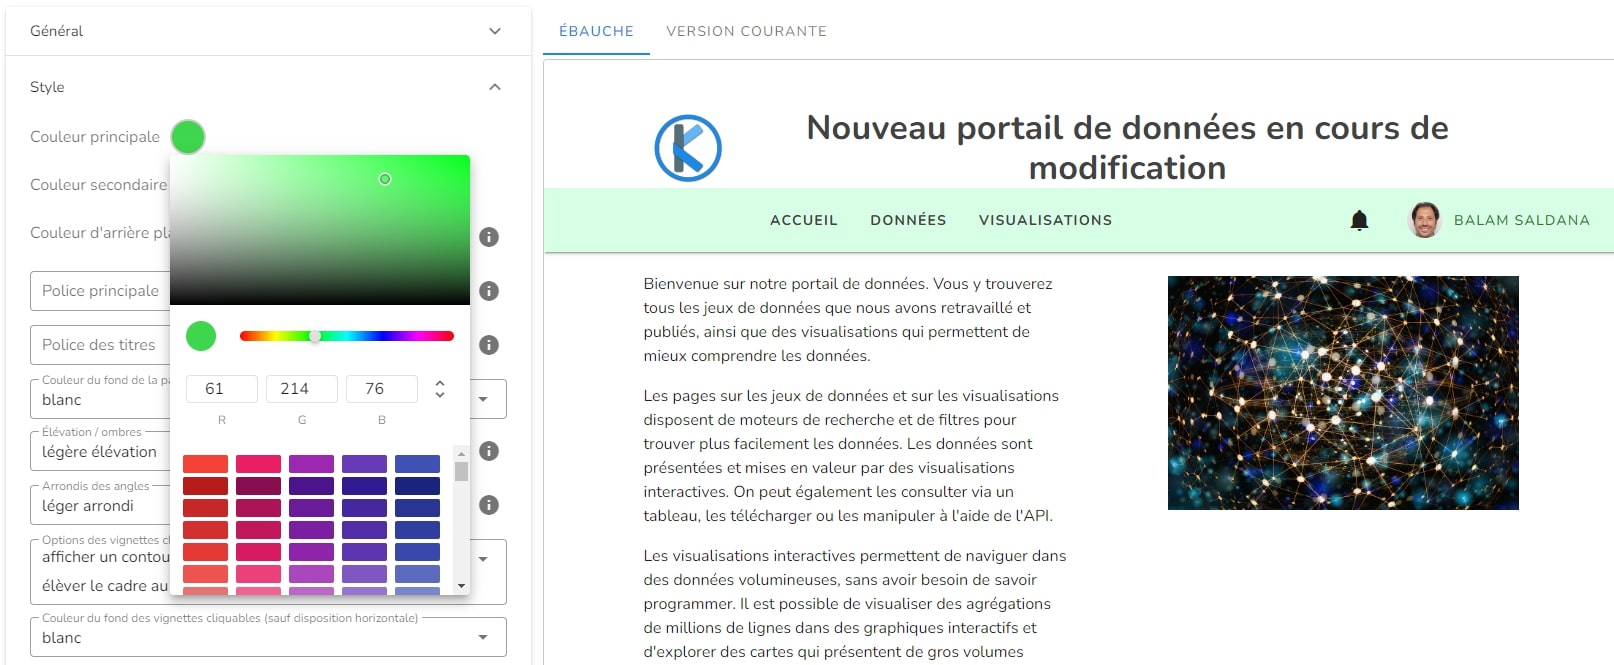 Général
Style
Couleur principale
Couleur secondaire
Couleur d'arrière pl
Police principale
Police des titres
Couleur du fond de la p
blanc
Élévation / ombres
légère élévation
Arrondis des angles
léger arrondi
Options des vignettes c
afficher un contou
élèver le cadre au
Couleur du fond des vignettes cliquables (sauf disposition horizontale)
blanc
61 214 76
R G B
ÉBAUCHE VERSION COURANTE
Nouveau portail de données en cours de
modification
ACCUEIL DONNÉES VISUALISATIONS BALAM SALDANA
Bienvenue sur notre portail de données. Vous y trouverez
tous les jeux de données que nous avons retravaillé et
publiés, ainsi que des visualisations qui permettent de
mieux comprendre les données.
Les pages sur les jeux de données et sur les visualisations
disposent de moteurs de recherche et de filtres pour
trouver plus facilement les données. Les données sont
présentées et mises en valeur par des visualisations
interactives. On peut également les consulter via un
tableau, les télécharger ou les manipuler à l'aide de l'API.
Les visualisations interactives permettent de naviguer dans
des données volumineuses, sans avoir besoin de savoir
programmer. Il est possible de visualiser des agrégations
de millions de lignes dans des graphiques interactifs et
d'explorer des cartes qui présentent de gros volumes